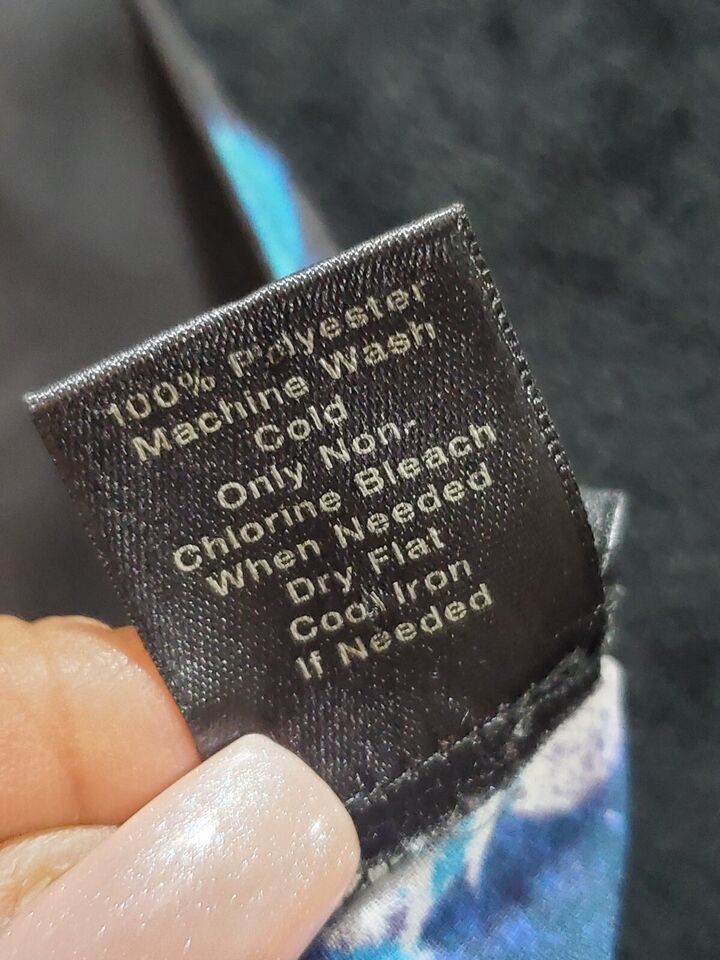 100% Polyester
Machine Wash
Cold
Only Non-
Chlorine Bleach
When Needed
Dry Flat
Cool Iron
If Needed